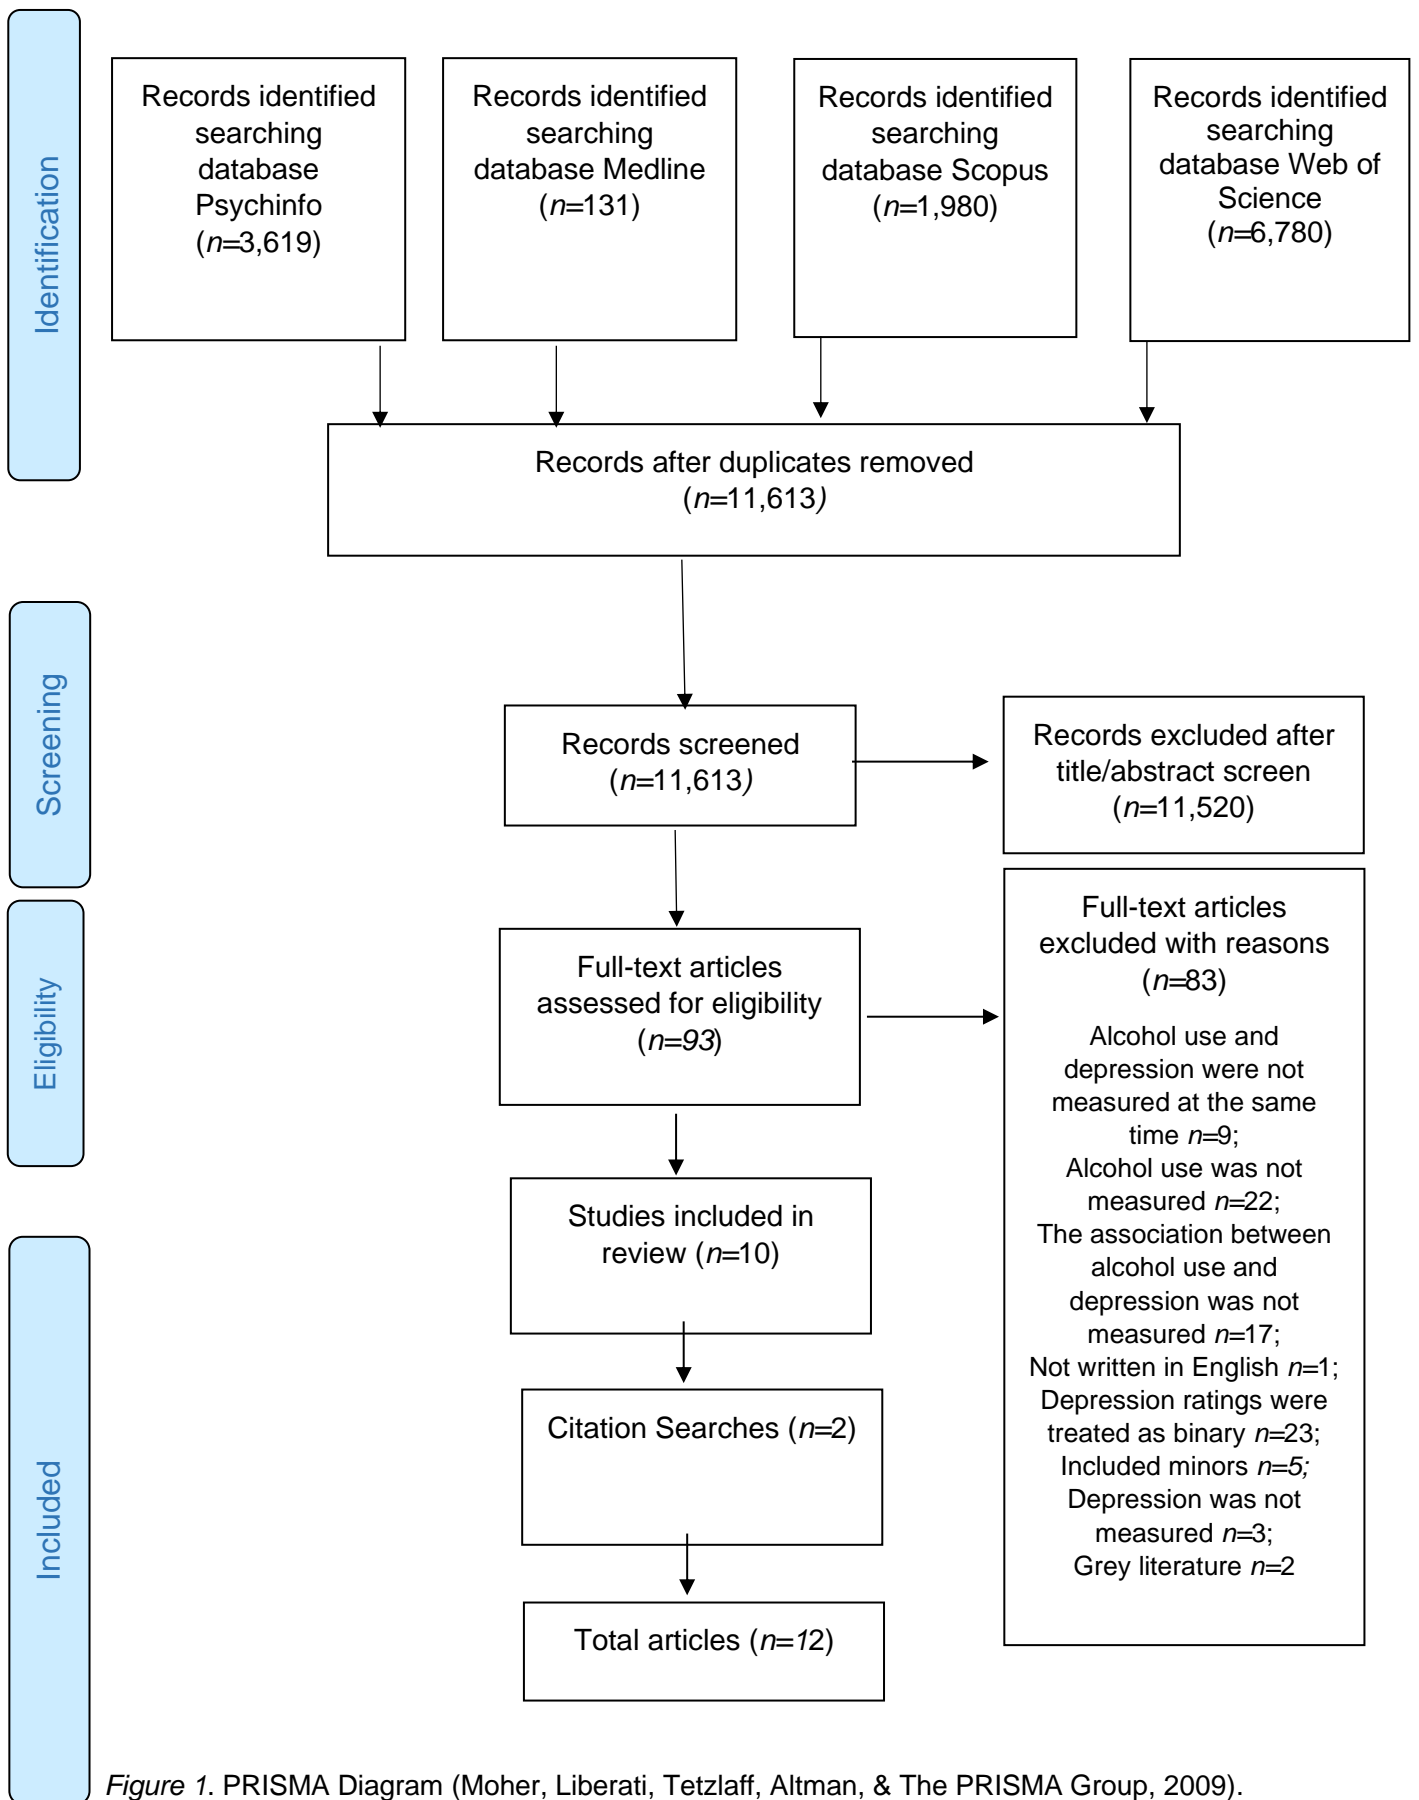 Identification
Records identified
searching
database
Psychinfo
(n=3,619)
Records identified
searching
database Medline
(n=131)
Records identified
searching
database Scopus
(n=1,980)
Records identified
searching
database Web of
Science
(n=6,780)
Records after duplicates removed
(n=11,613)
Screening
Records screened
(n=11,613)
Records excluded after
title/abstract screen
(n=11,520)
Eligibility
Full-text articles
assessed for eligibility
(n=93)
Full-text articles
excluded with reasons
(n=83)
Alcohol use and
depression were not
measured at the same
time n=9;
Alcohol use was not
measured n=22;
The association between
alcohol use and
depression was not
measured n=17;
Not written in English n=1;
Depression ratings were
treated as binary n=23;
Included minors n=5;
Depression was not
measured n=3;
Grey literature n=2
Included
Studies included in
review (n=10)
Citation Searches (n=2)
Total articles (n=12)
Figure 1. PRISMA Diagram (Moher, Liberati, Tetzlaff, Altman, & The PRISMA Group, 2009).